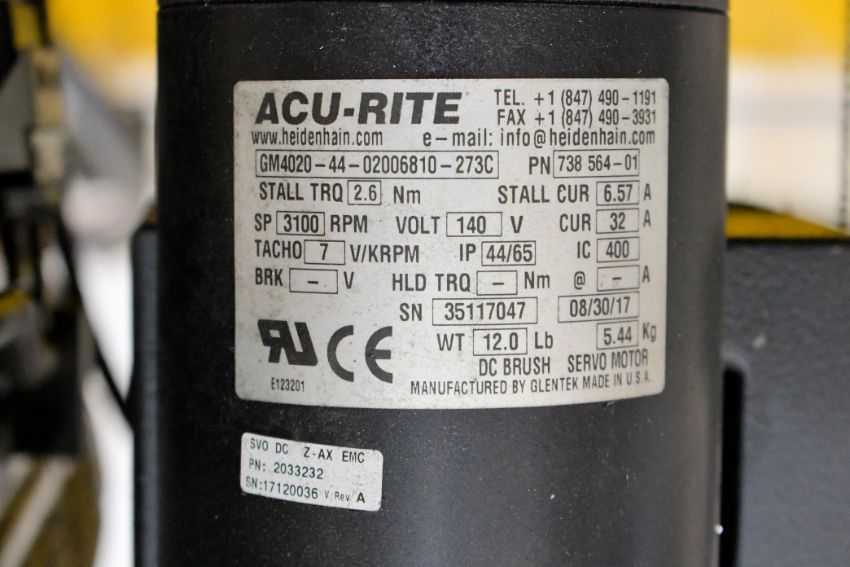 ACU-RITE
TEL. +1 (847) 490-1191
FAX +1 (847) 490-3931
www.heidenhain.com e-mail: info@heidenhain.com
GM4020-44-02006810-273C PN 738 564-01
STALL TRQ 2.6 Nm STALL CUR 6.57 A
SP 3100 RPM VOLT 140 V CUR 32 A
TACHO 7 V/KRPM IP 44/65 IC 400
BRK - V HLD TRQ - Nm @ - A
SN 35117047 08/30/17
WT 12.0 Lb 5.44 Kg
RU CE
DC BRUSH SERVO MOTOR
E123201 MANUFACTURED BY GLENTEK MADE IN U.S.A.
SVO DC Z-AX EMC
PN: 2033232
SN:17120036 V/Rev A